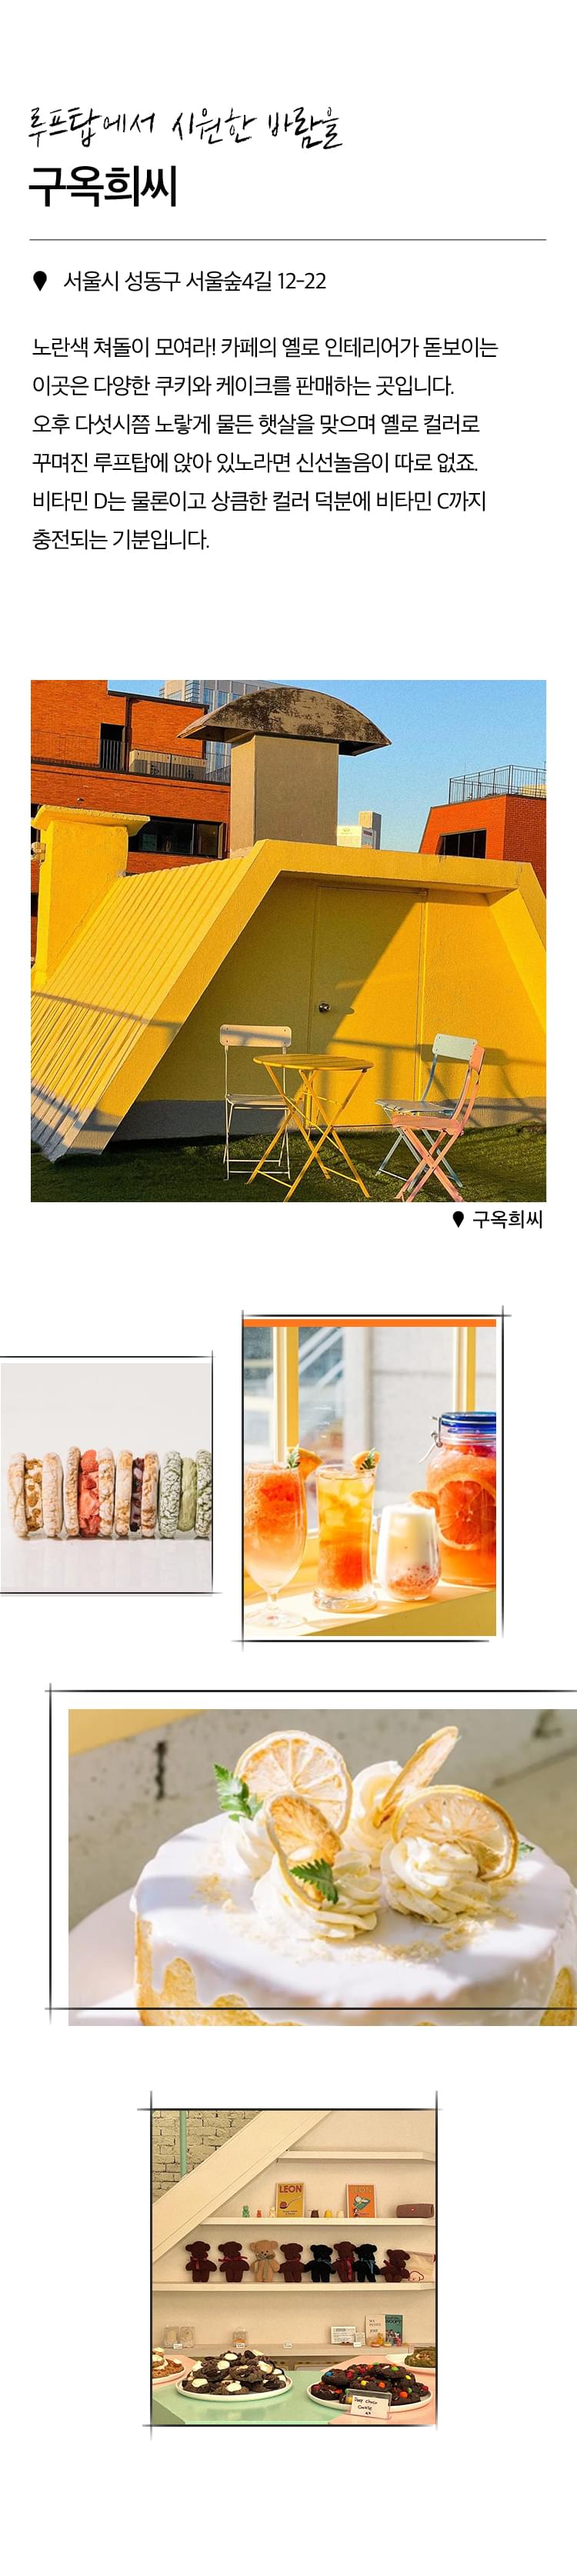 루프탑에서 시원한 바람을
구옥희씨
서울시 성동구 서울숲4길 12-22
노란색 쳐돌이 모여라! 카페의 옐로 인테리어가 돋보이는
이곳은 다양한 쿠키와 케이크를 판매하는 곳입니다.
오후 다섯시쯤 노랗게 물든 햇살을 맞으며 옐로 컬러로
꾸며진 루프탑에 앉아 있노라면 신선놀음이 따로 없죠.
비타민 D는 물론이고 상큼한 컬러 덕분에 비타민 C까지
충전되는 기분입니다.
구옥희씨
LEON
LEON